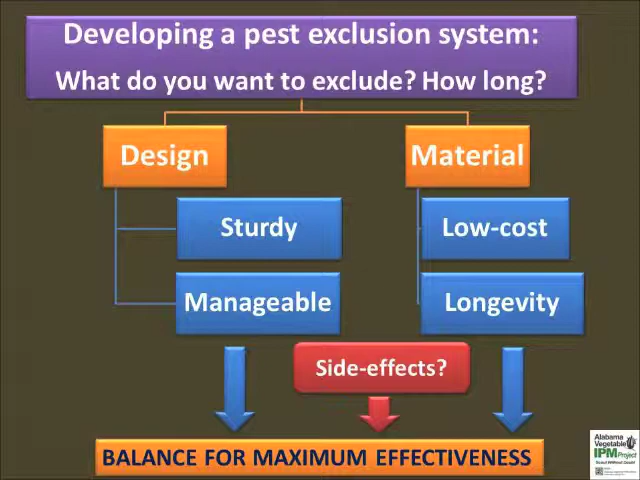 Developing a pest exclusion system:
What do you want to exclude? How long?
Design
Material
Sturdy
Low-cost
Manageable
Longevity
Side-effects?
BALANCE FOR MAXIMUM EFFECTIVENESS
Alabama
Vegetable
IPM Project